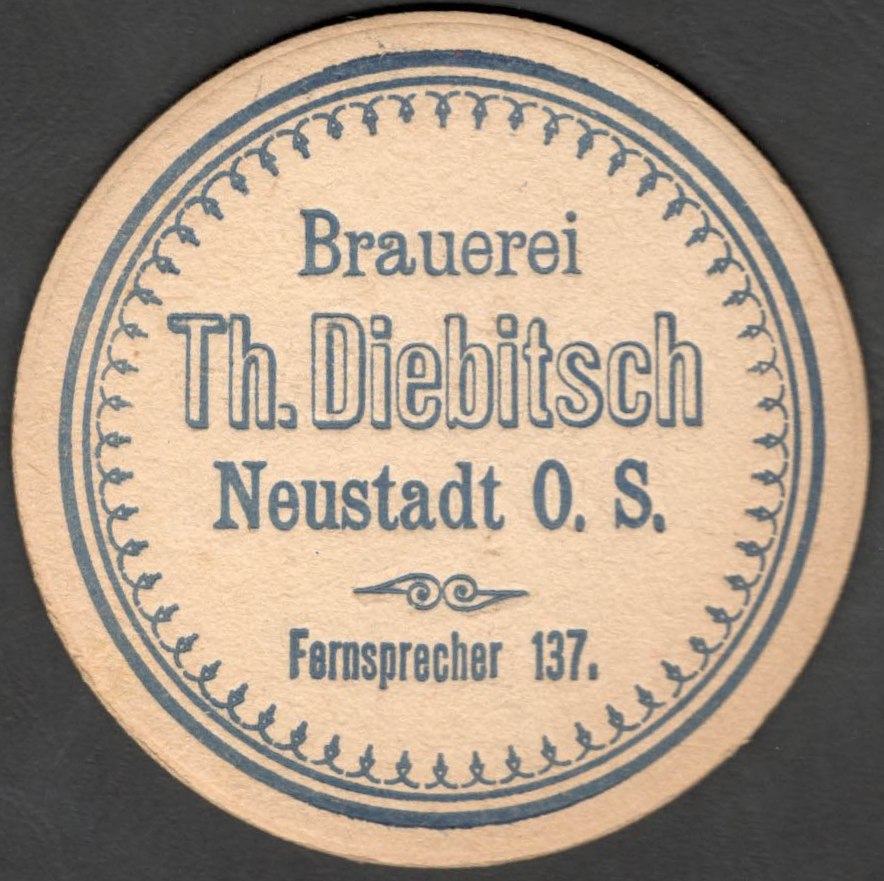 Brauerei
Th. Diebitsch
Neustadt O. S.
Fernsprecher 137.